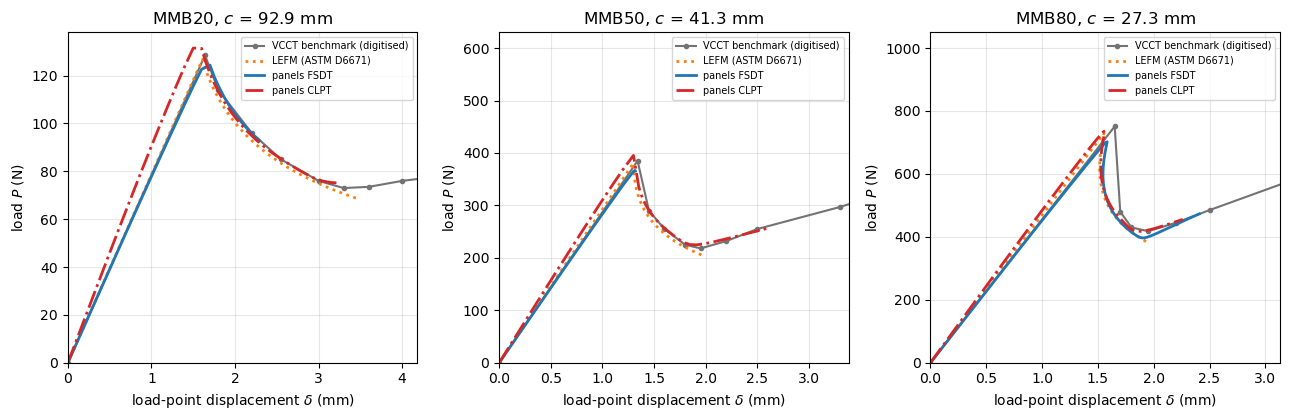 MMB20, c = 92.9 mm
VCCT benchmark (digitised)
LEFM (ASTM D6671)
panels FSDT
panels CLPT
120
100
80
60
40
20
0
load P (N)
0 1 2 3 4
load-point displacement δ (mm)
MMB50, c = 41.3 mm
VCCT benchmark (digitised)
LEFM (ASTM D6671)
panels FSDT
panels CLPT
600
500
400
300
200
100
0
load P (N)
0.0 0.5 1.0 1.5 2.0 2.5 3.0
load-point displacement δ (mm)
MMB80, c = 27.3 mm
VCCT benchmark (digitised)
LEFM (ASTM D6671)
panels FSDT
panels CLPT
1000
800
600
400
200
0
load P (N)
0.0 0.5 1.0 1.5 2.0 2.5 3.0
load-point displacement δ (mm)